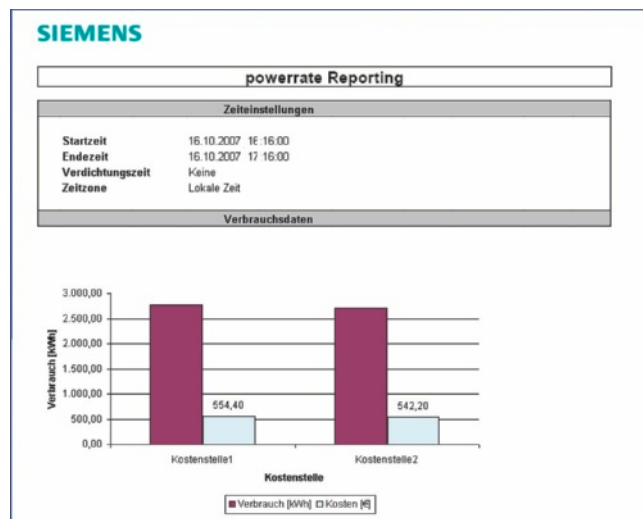 SIEMENS
powerrate Reporting
Zeiteinstellungen
Startzeit 16.10.2007 16:16:00
Endezeit 16.10.2007 17:16:00
Verdichtungszeit Keine
Zeitzone Lokale Zeit
Verbrauchsdaten
Verbrauch [kWh]
3.000,00
2.500,00
2.000,00
1.500,00
1.000,00
500,00
0,00
554,40
542,20
Kostenstelle1 Kostenstelle2
Kostenstelle
Verbrauch [kWh] Kosten [€]